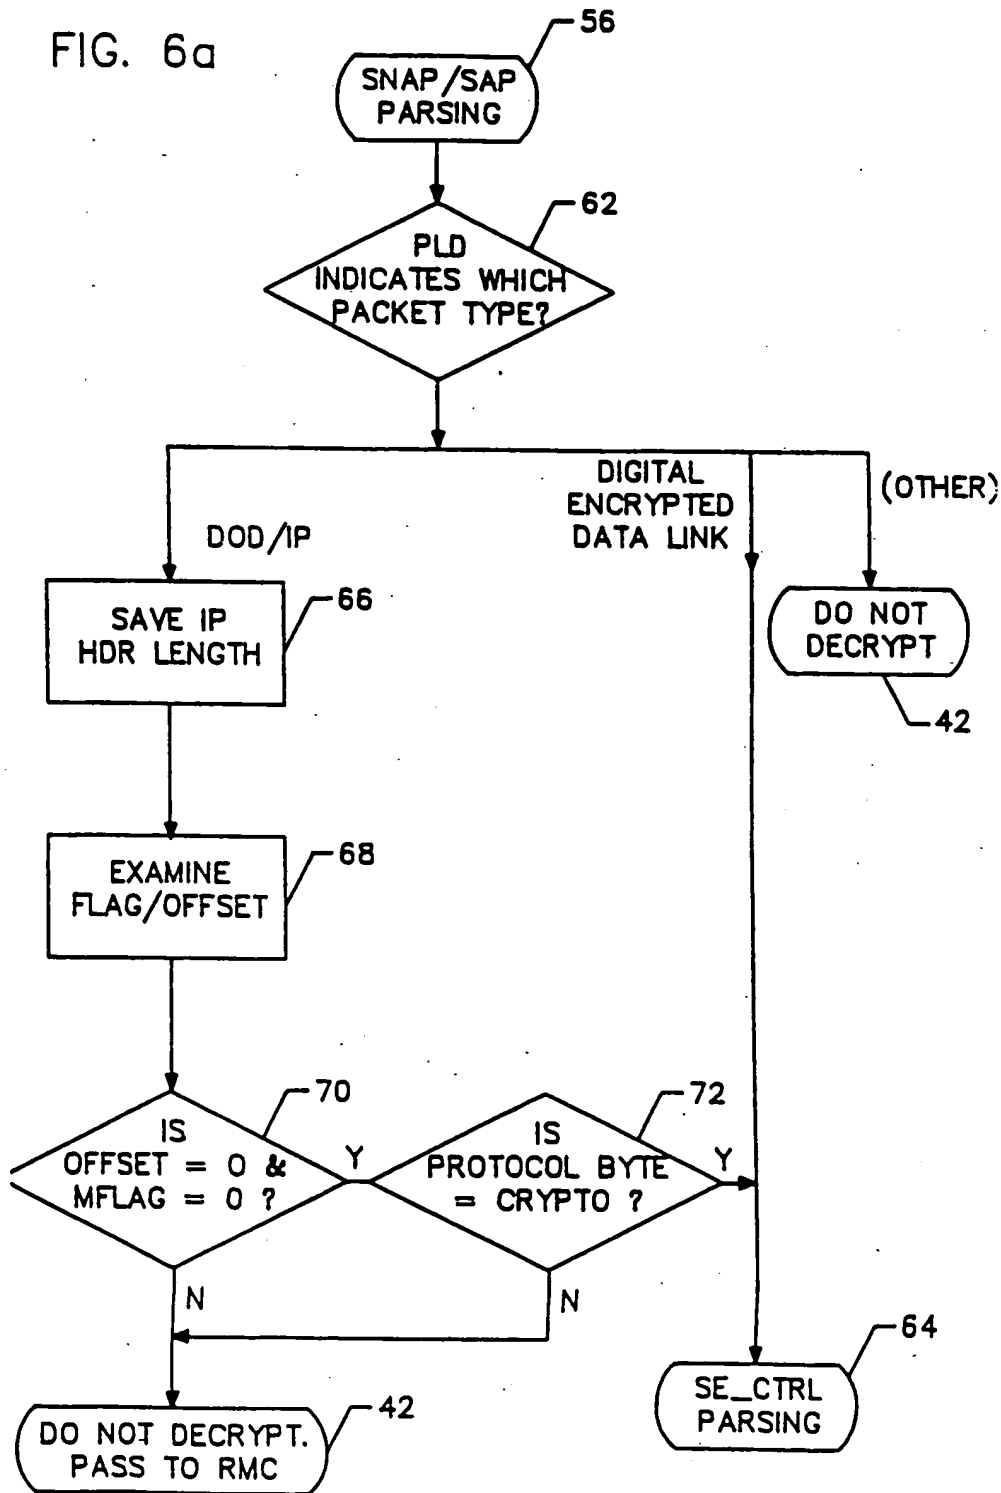 FIG. 6a
56
SNAP/SAP
PARSING
62
PLD
INDICATES WHICH
PACKET TYPE?
DOD/IP
DIGITAL
ENCRYPTED
DATA LINK
(OTHER)
66
SAVE IP
HDR LENGTH
DO NOT
DECRYPT
42
68
EXAMINE
FLAG/OFFSET
70
IS
OFFSET = 0 &
MFLAG = 0 ?
Y
N
72
IS
PROTOCOL BYTE
= CRYPTO ?
Y
N
64
SE_CTRL
PARSING
42
DO NOT DECRYPT.
PASS TO RMC